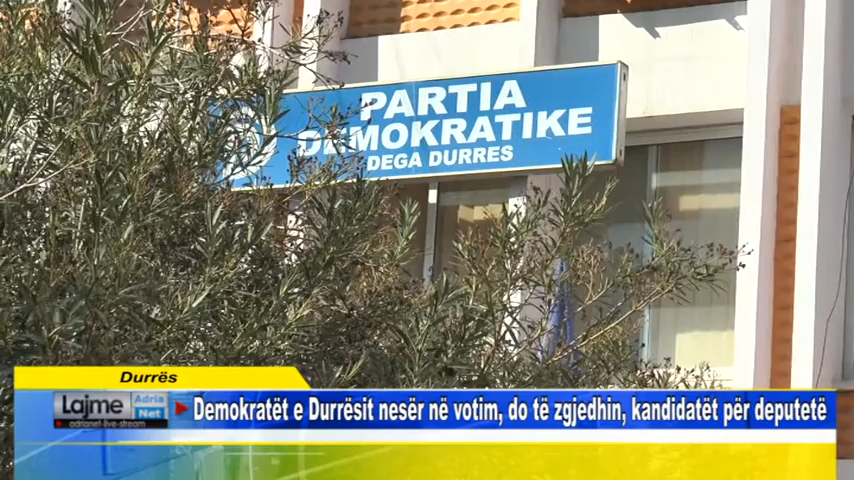 PARTIA
DEMOKRATIKE
DEGA DURRES
Durrës
Lajme Adria Net
adrianet-live-stream
Demokratët e Durrësit nesër në votim, do të zgjedhin, kandidatët për deputetë